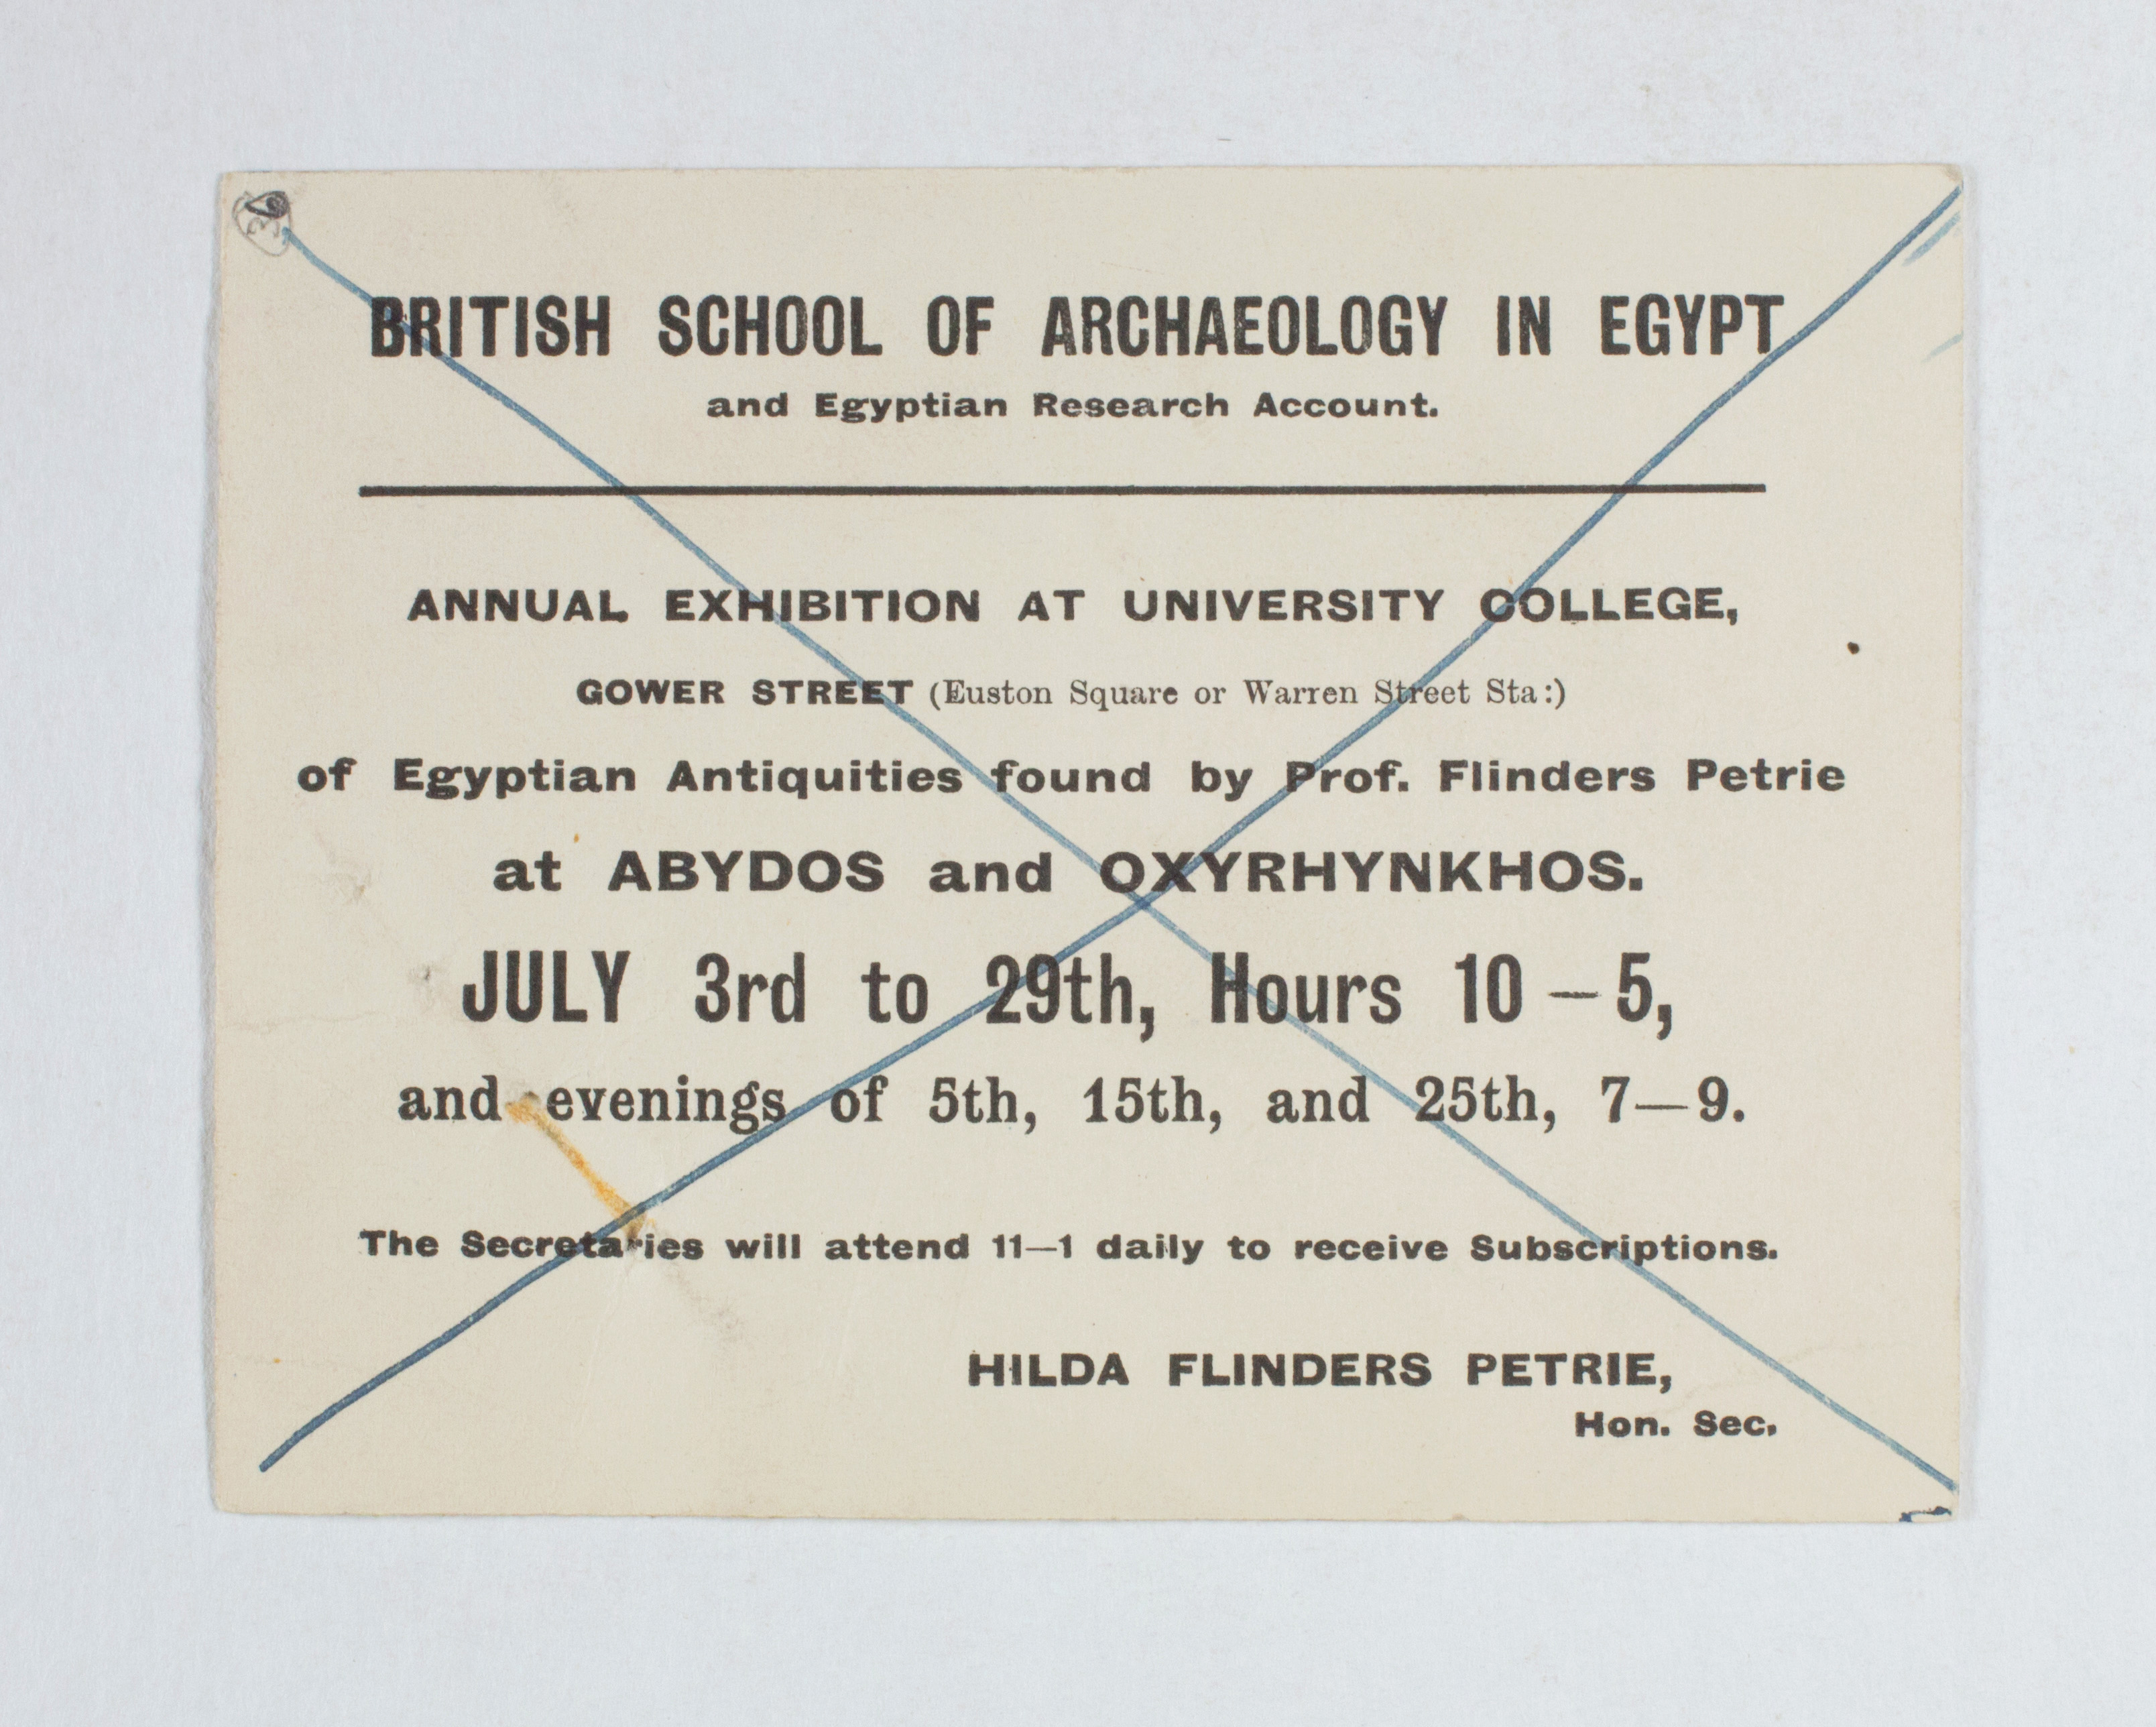 36
BRITISH SCHOOL OF ARCHAEOLOGY IN EGYPT
and Egyptian Research Account.
ANNUAL EXHIBITION AT UNIVERSITY COLLEGE,
GOWER STREET (Euston Square or Warren Street Sta:)
of Egyptian Antiquities found by Prof. Flinders Petrie
at ABYDOS and OXYRHYNKHOS.
JULY 3rd to 29th, Hours 10 – 5,
and evenings of 5th, 15th, and 25th, 7—9.
The Secretaries will attend 11—1 daily to receive Subscriptions.
HILDA FLINDERS PETRIE,
Hon. Sec.